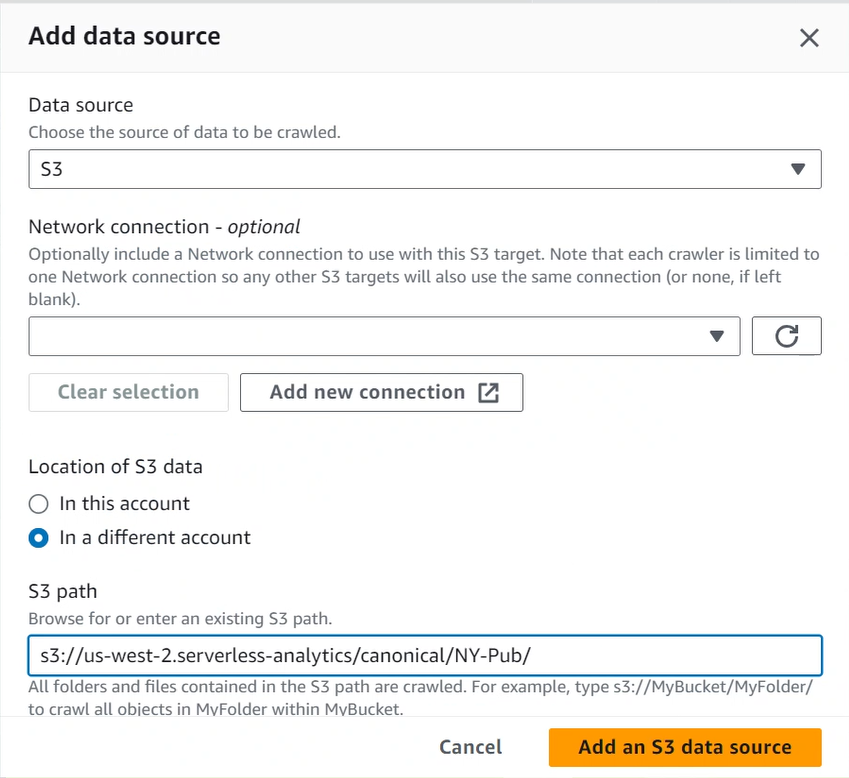 Add data source
Data source
Choose the source of data to be crawled.
S3
Network connection - optional
Optionally include a Network connection to use with this S3 target. Note that each crawler is limited to
one Network connection so any other S3 targets will also use the same connection (or none, if left
blank).
Clear selection
Add new connection
Location of S3 data
In this account
In a different account
S3 path
Browse for or enter an existing S3 path.
s3://us-west-2.serverless-analytics/canonical/NY-Pub/
All folders and files contained in the S3 path are crawled. For example, type s3://MyBucket/MyFolder/
to crawl all objects in MyFolder within MyBucket.
Cancel
Add an S3 data source